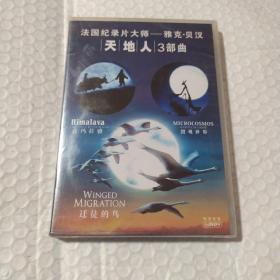 法国纪录片大师——雅克·贝汉
天地人3部曲
Himalaya
喜玛拉雅
MICROCOSMOS
微观世界
WINGED
MIGRATION
迁徙的鸟